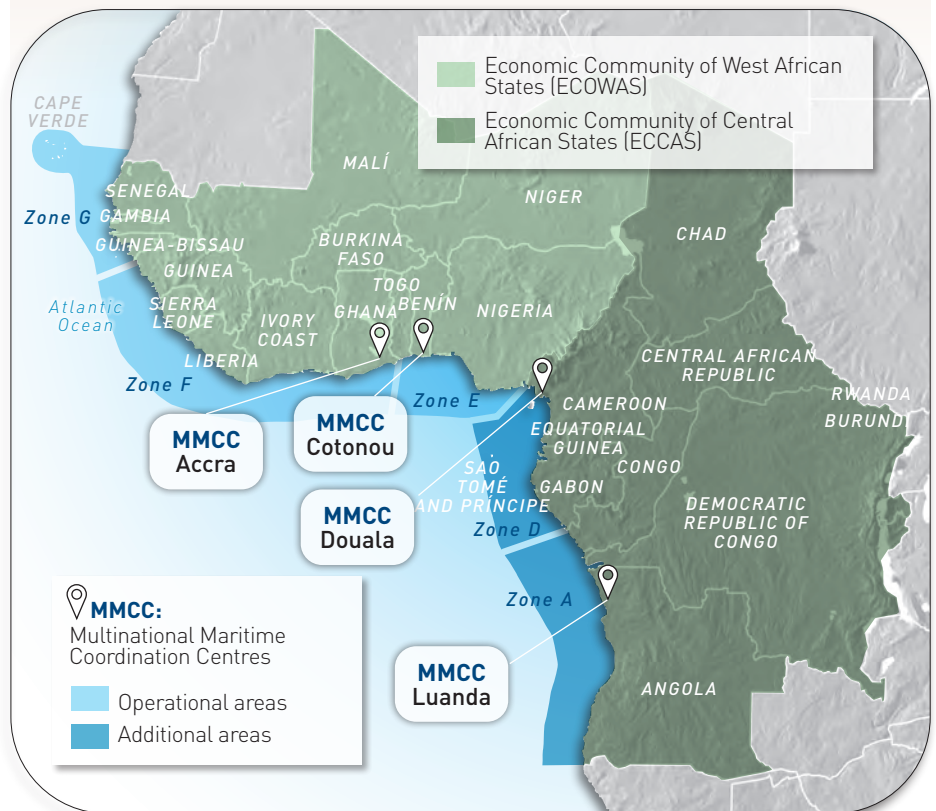 Economic Community of West African
States (ECOWAS)
Economic Community of Central
African States (ECCAS)
CAPE
VERDE
MALÍ
NIGER
CHAD
SENEGAL
Zone G
GAMBIA
GUINEA-BISSAU
GUINEA
BURKINA
FASO
TOGO
BENÍN
GHANA
NIGERIA
Atlantic
Ocean
SIERRA
LEONE
IVORY
COAST
LIBERIA
CENTRAL AFRICAN
REPUBLIC
Zone F
Zone E
RWANDA
BURUNDI
CAMEROON
MMCC
Accra
MMCC
Cotonou
EQUATORIAL
GUINEA
CONGO
SAO
TOMÉ
AND PRÍNCIPE
GABON
DEMOCRATIC
REPUBLIC OF
CONGO
MMCC
Douala
Zone D
Zone A
MMCC:
Multinational Maritime
Coordination Centres
Operational areas
Additional areas
MMCC
Luanda
ANGOLA